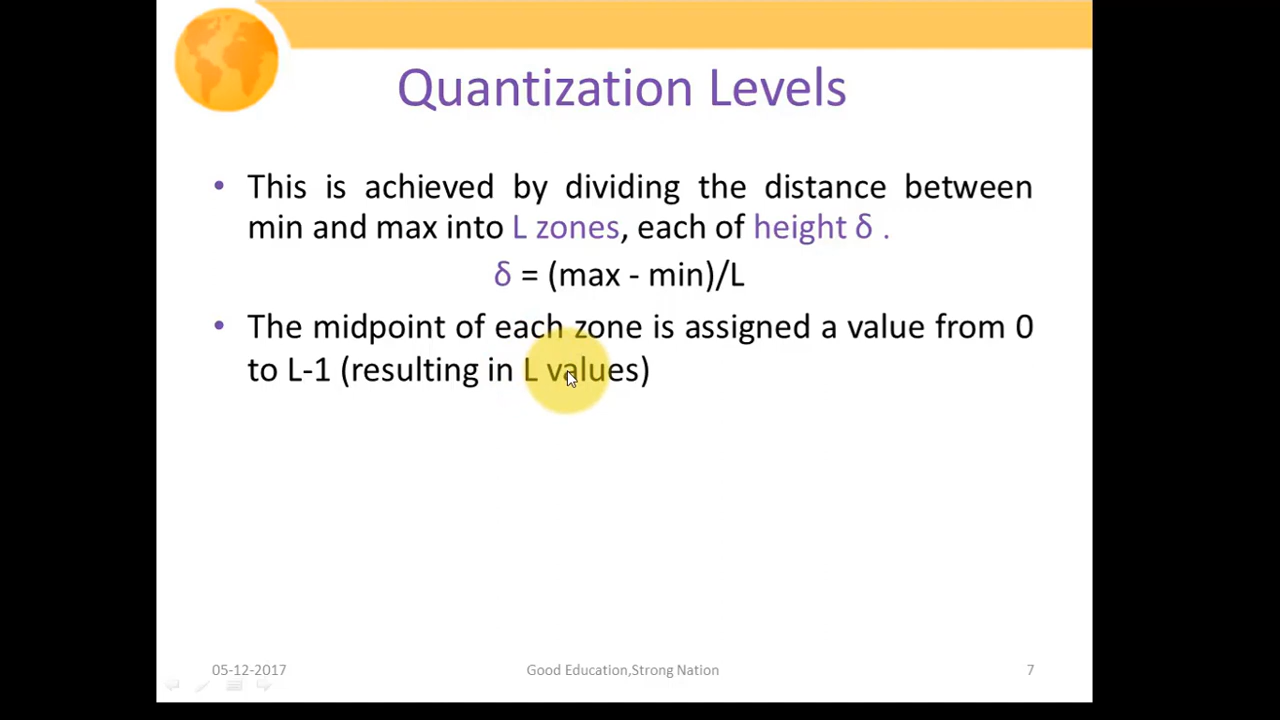 Quantization Levels
• This is achieved by dividing the distance between
min and max into L zones, each of height δ .
δ = (max - min)/L
• The midpoint of each zone is assigned a value from 0
to L-1 (resulting in L values)
05-12-2017
Good Education,Strong Nation
7